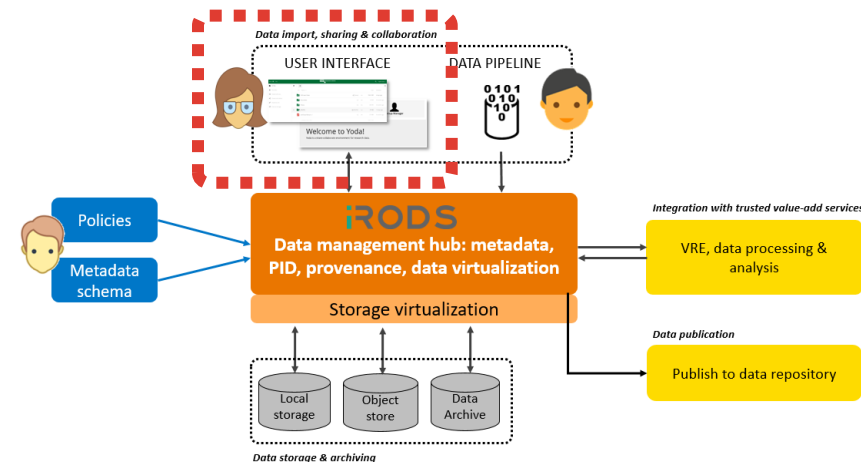 Data import, sharing & collaboration
USER INTERFACE
DATA PIPELINE
Welcome to Yoda!
0101
010
10
0
iRODS
Data management hub: metadata,
PID, provenance, data virtualization
Storage virtualization
Policies
Metadata
schema
Integration with trusted value-add services
VRE, data processing &
analysis
Data publication
Publish to data repository
Local
storage
Object
store
Data
Archive
Data storage & archiving